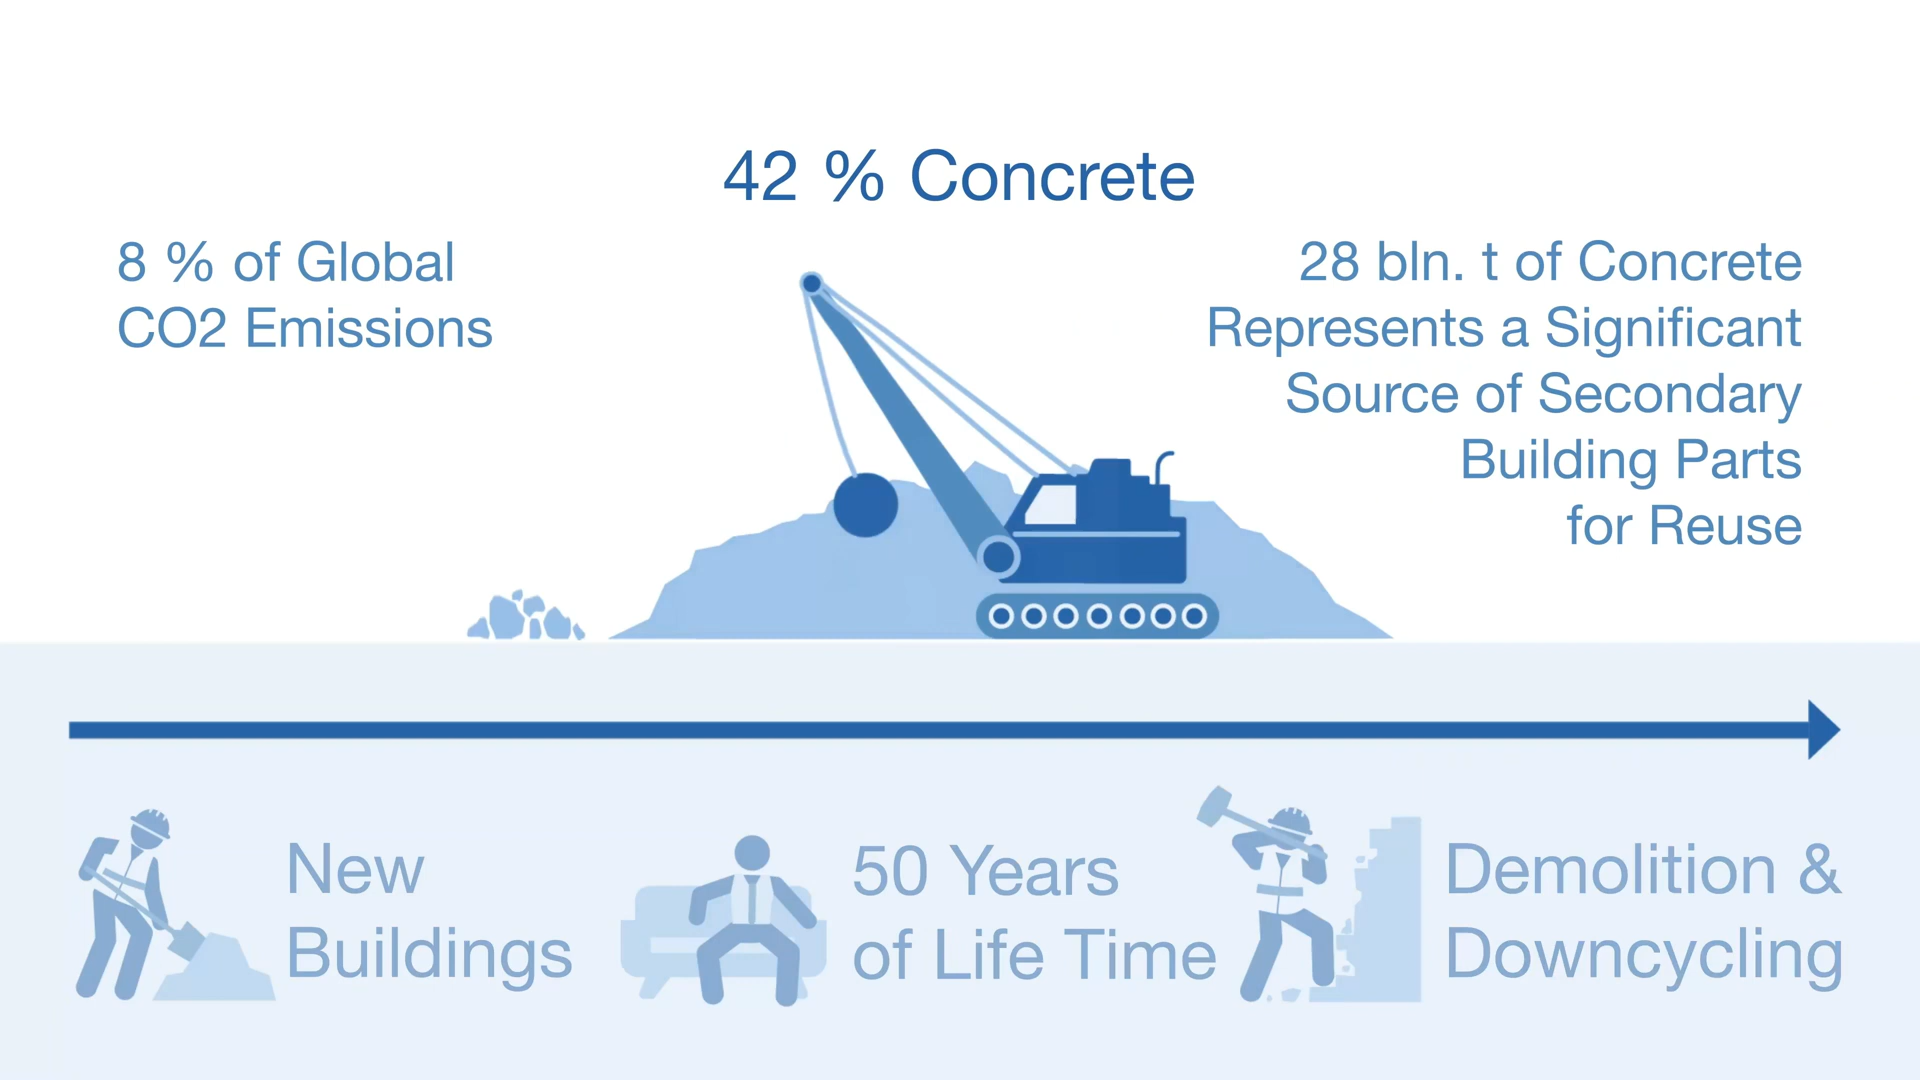 42 % Concrete
8 % of Global
CO2 Emissions
28 bln. t of Concrete
Represents a Significant
Source of Secondary
Building Parts
for Reuse
New
Buildings
50 Years
of Life Time
Demolition &
Downcycling